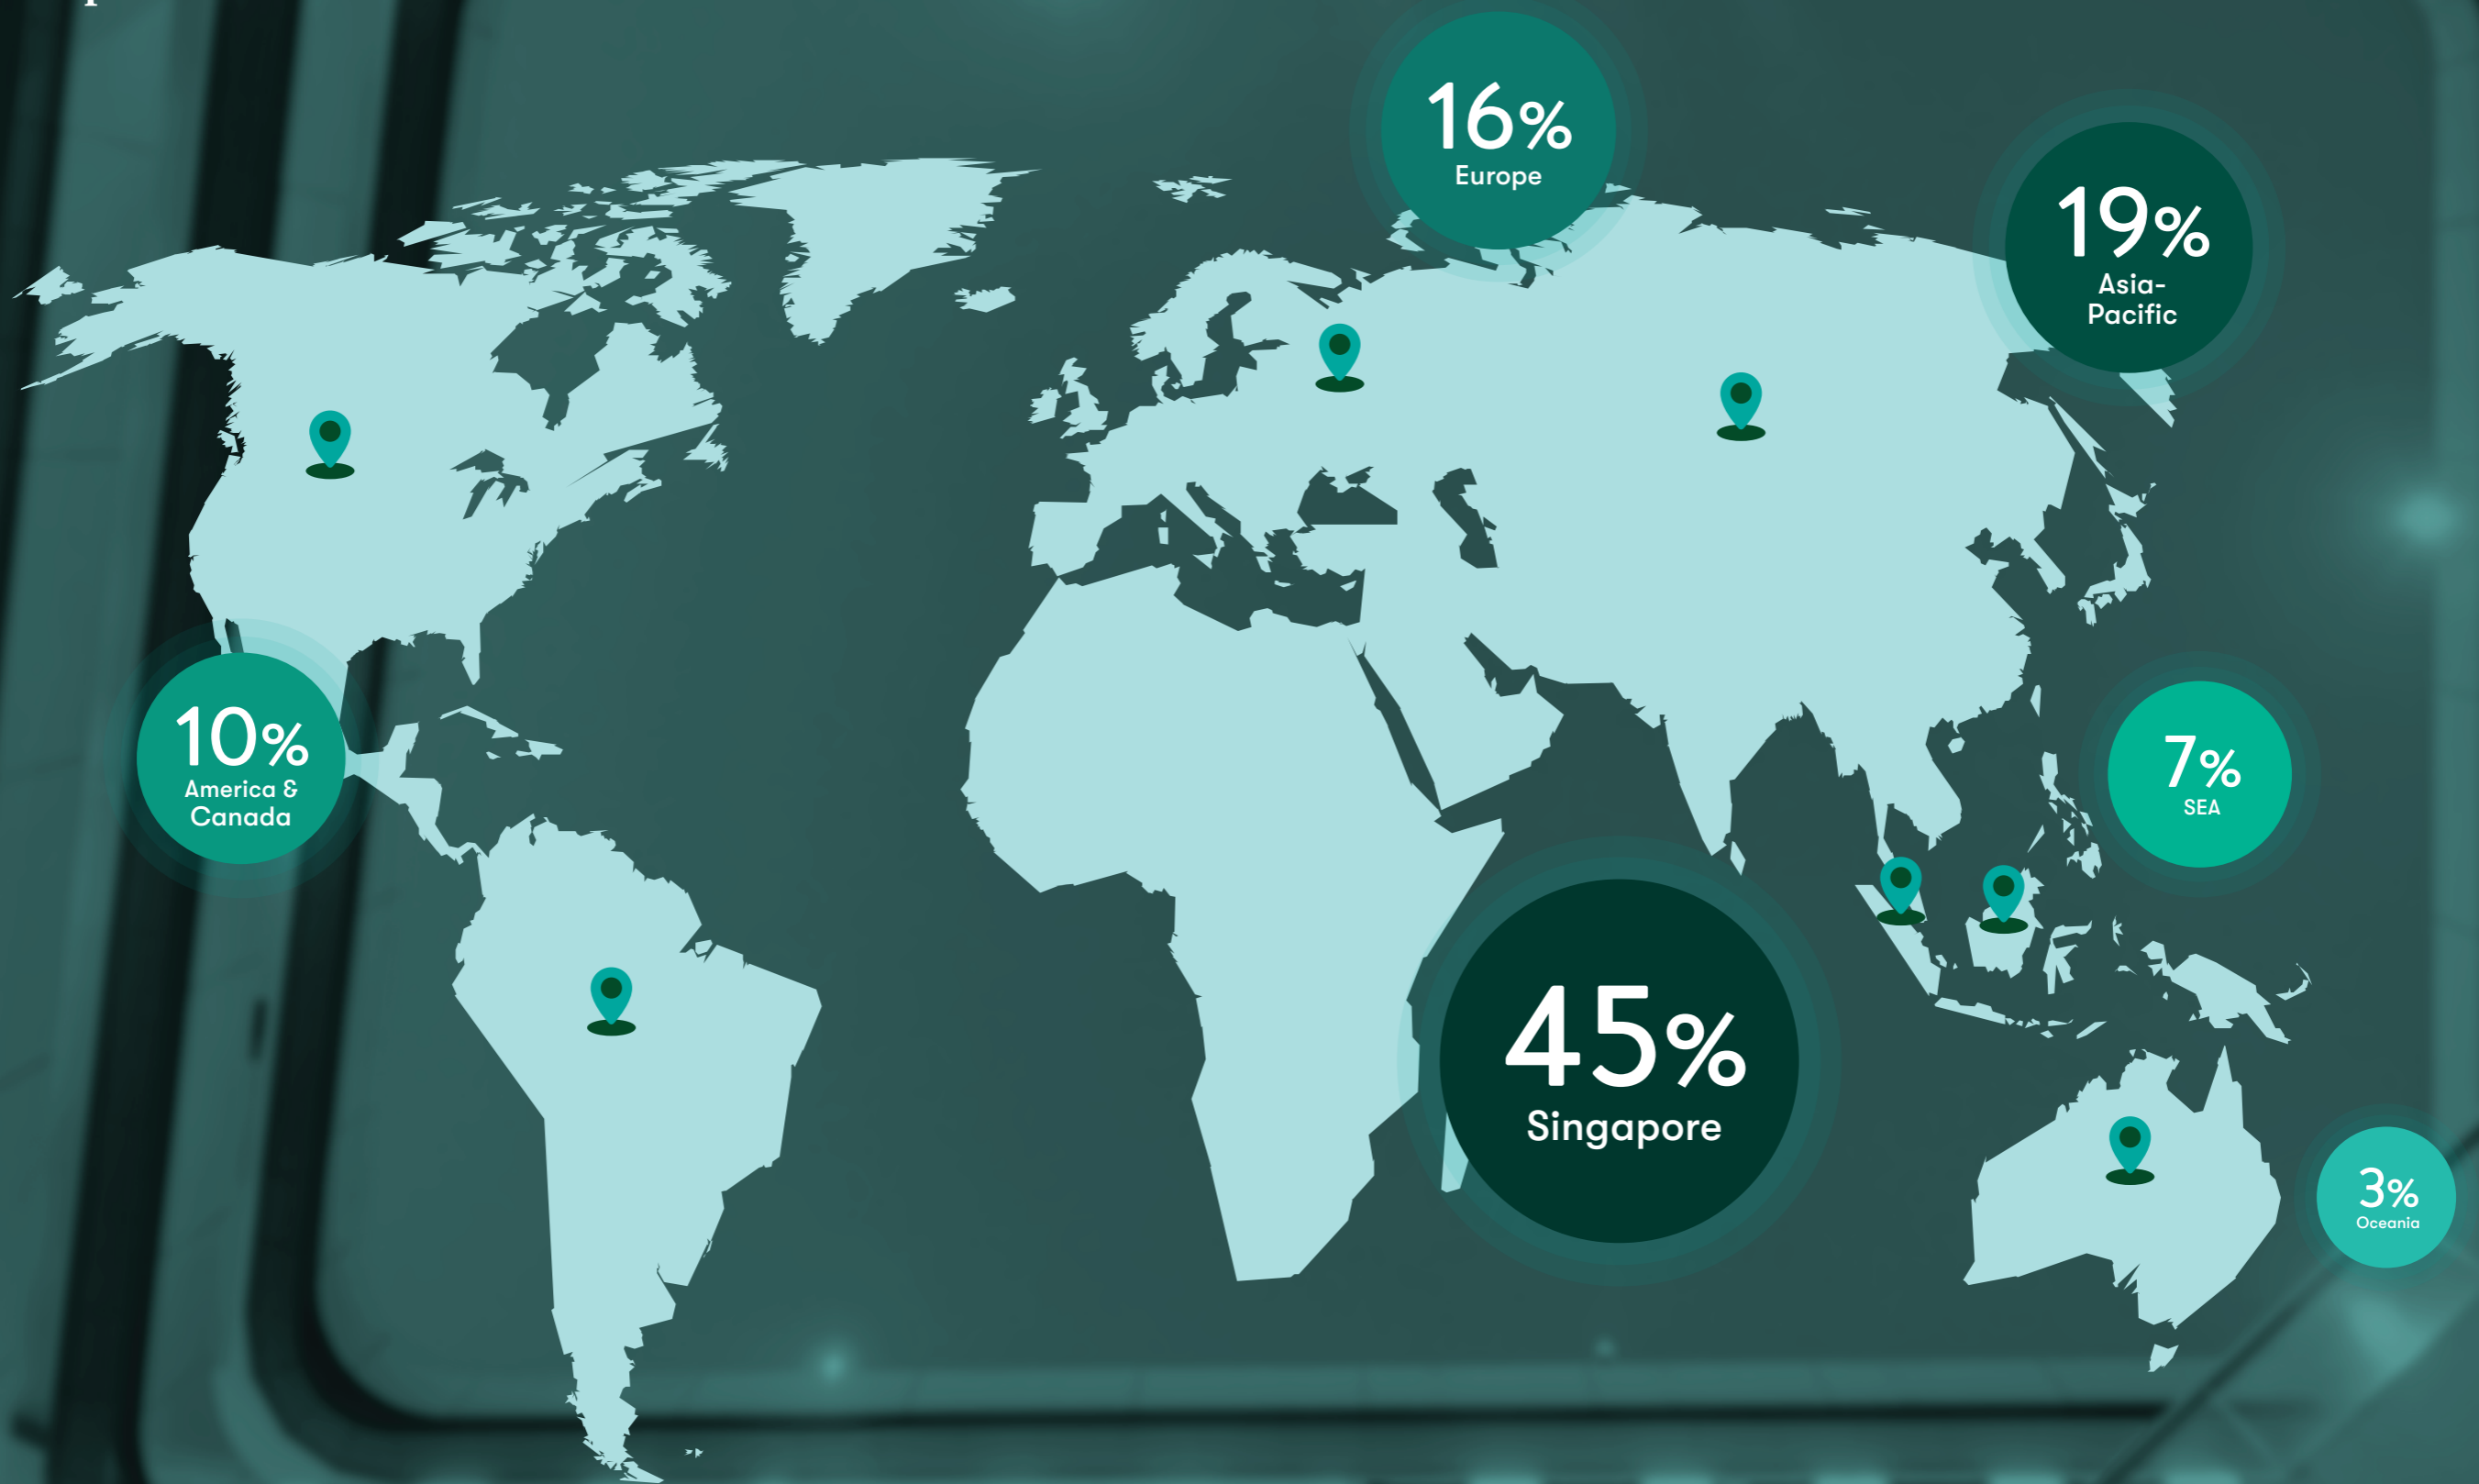 16%
Europe
19%
Asia-
Pacific
10%
America &
Canada
7%
SEA
45%
Singapore
3%
Oceania